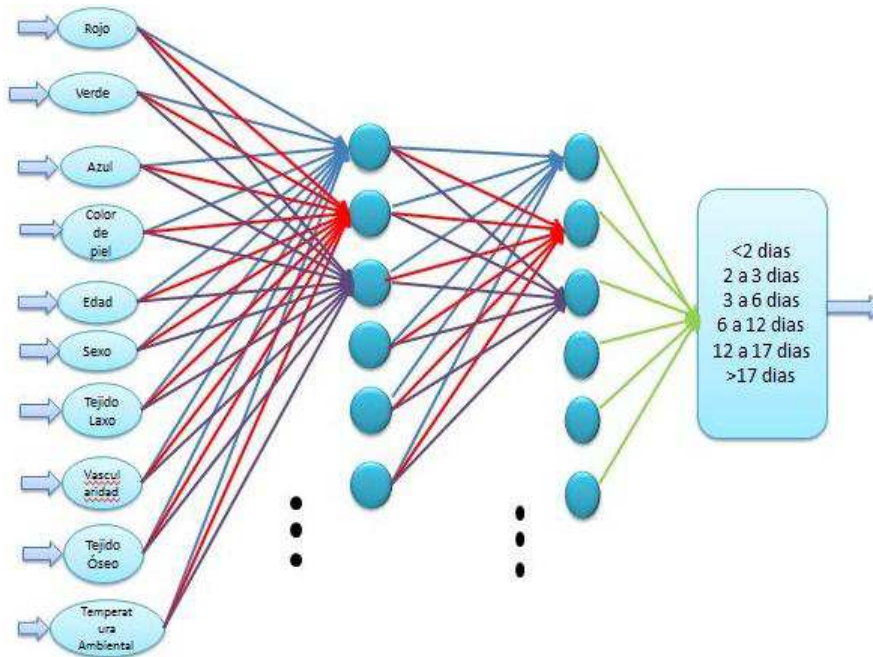 Rojo
Verde
Azul
Color
de
piel
Edad
Sexo
Tejido
Laxo
Vascul
aridad
Tejido
Óseo
Temperat
ura
Ambiental
<2 dias
2 a 3 dias
3 a 6 dias
6 a 12 dias
12 a 17 dias
>17 dias